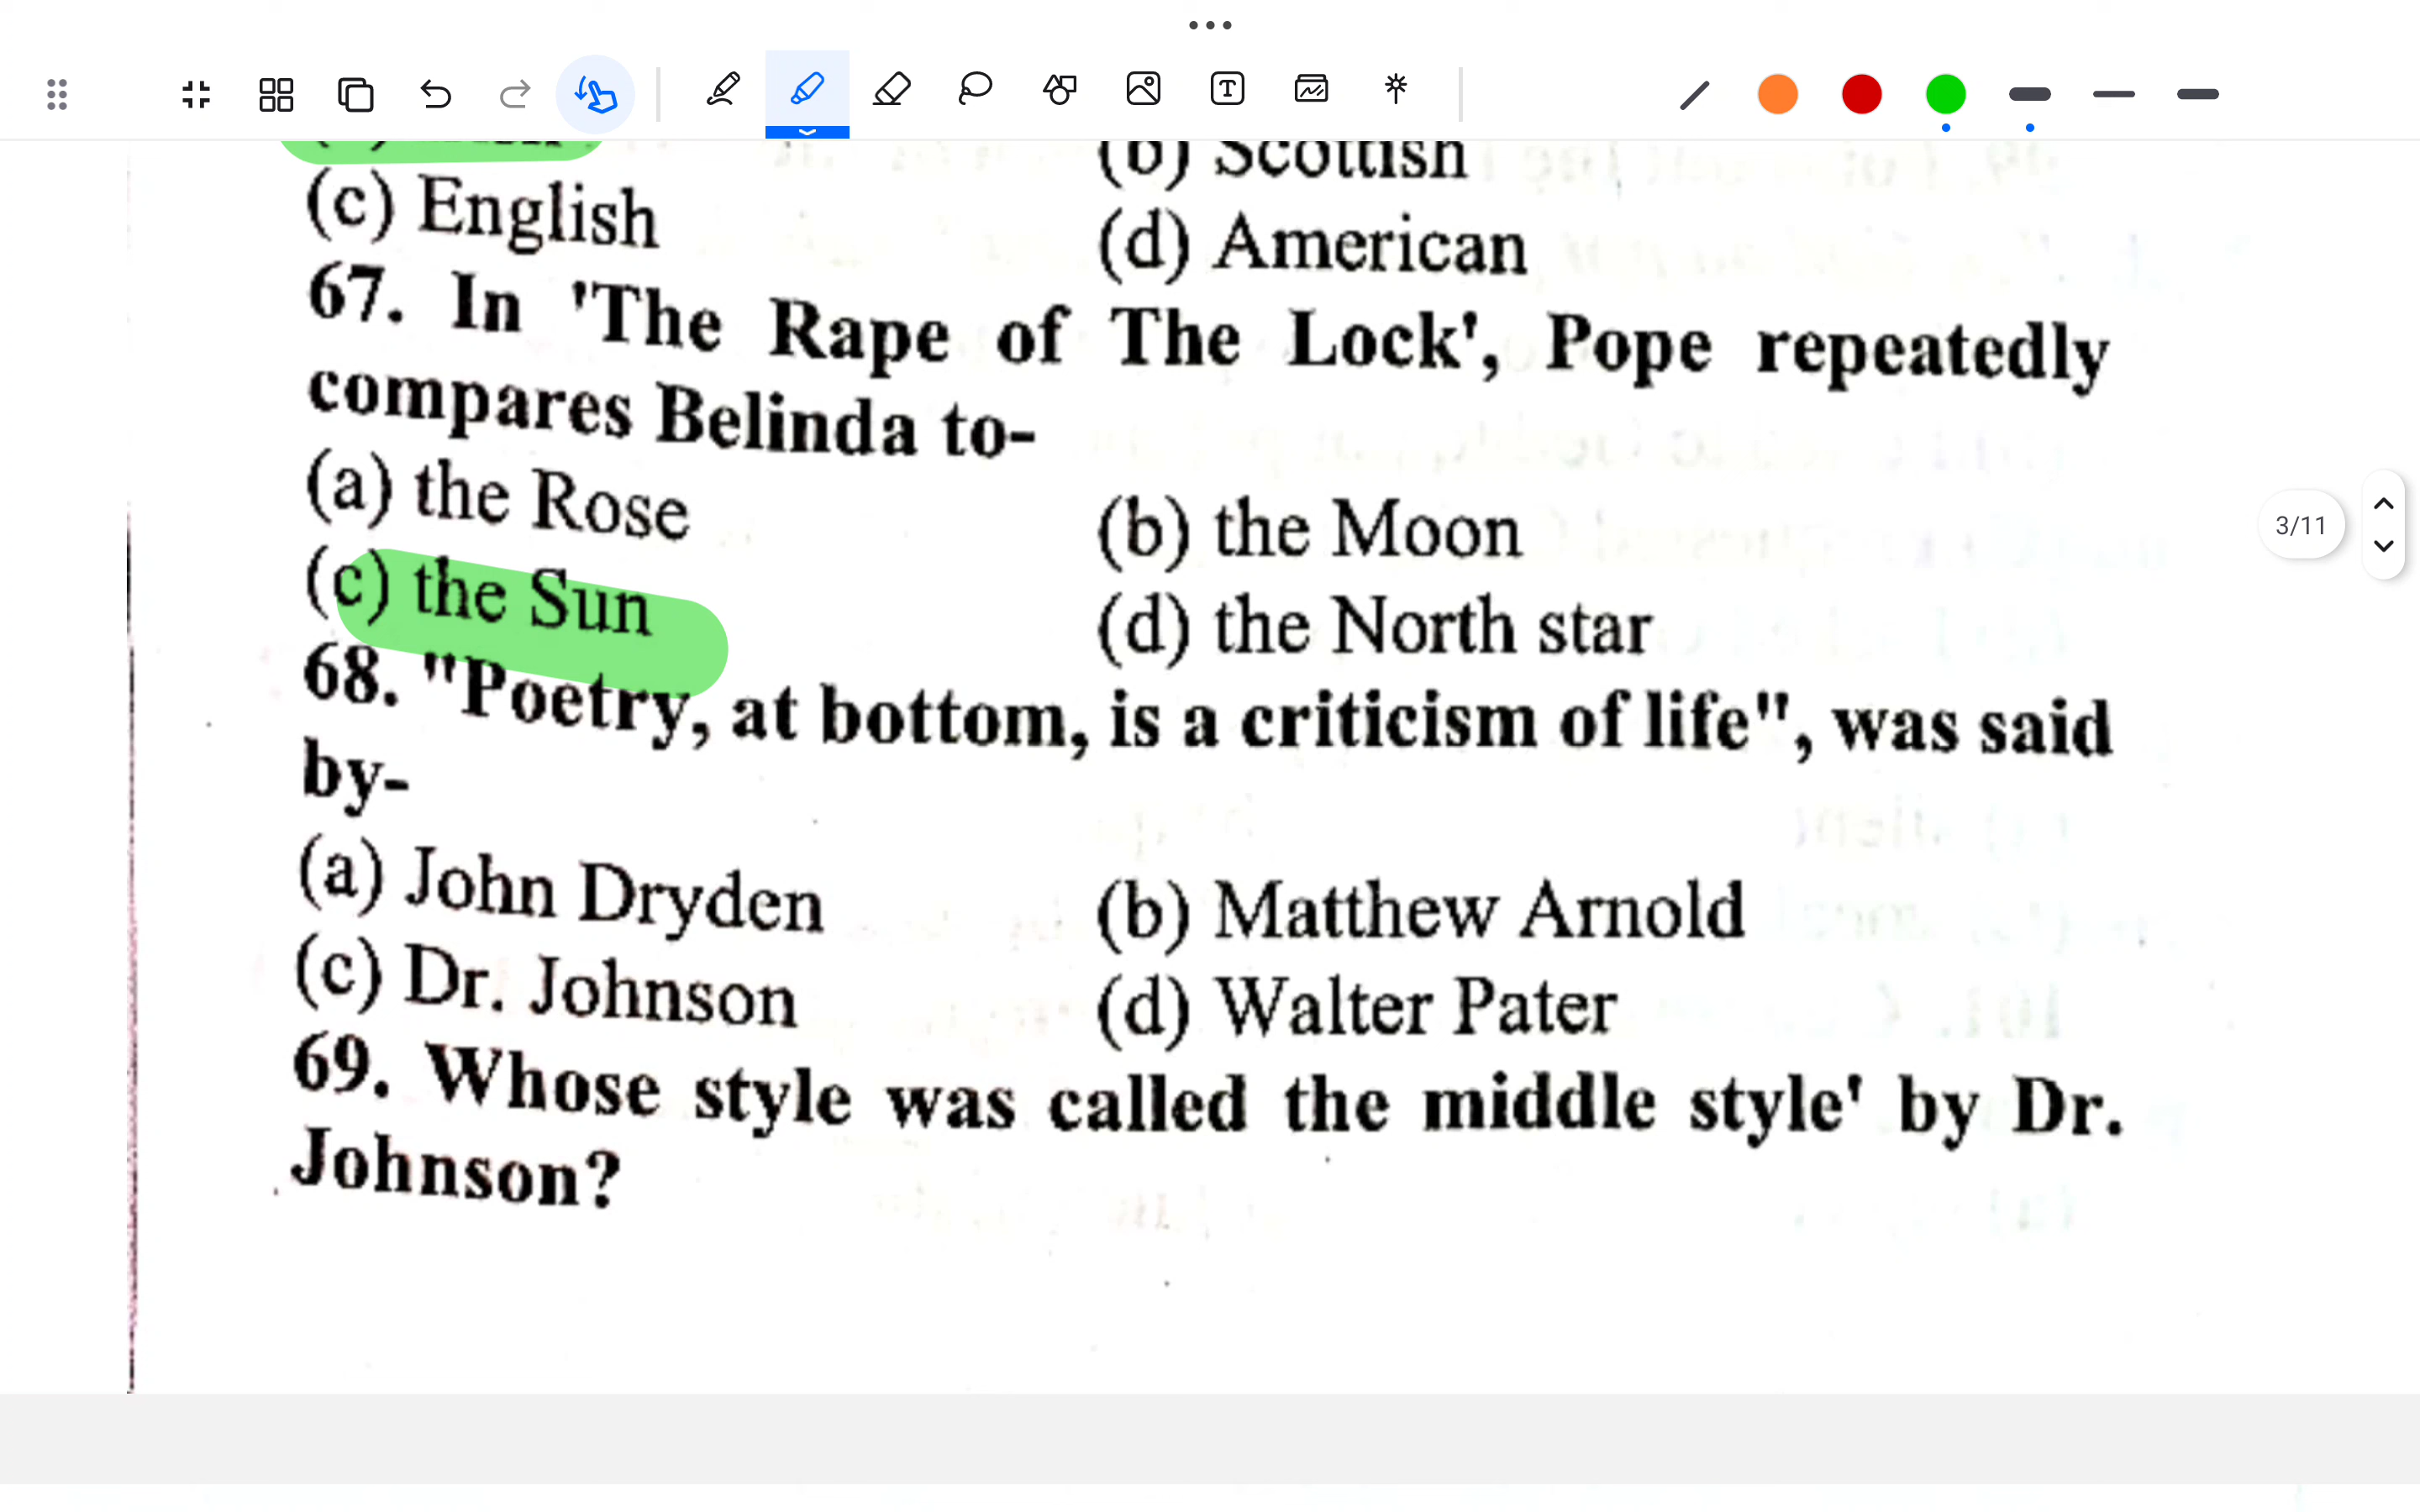 (b) Scottish
(c) English
(d) American
67. In 'The Rape of The Lock', Pope repeatedly
compares Belinda to-
(a) the Rose
(b) the Moon
(c) the Sun
(d) the North star
68. "Poetry, at bottom, is a criticism of life", was said
by-
(a) John Dryden
(b) Matthew Arnold
(c) Dr. Johnson
(d) Walter Pater
69. Whose style was called the middle style' by Dr.
Johnson?
3/11